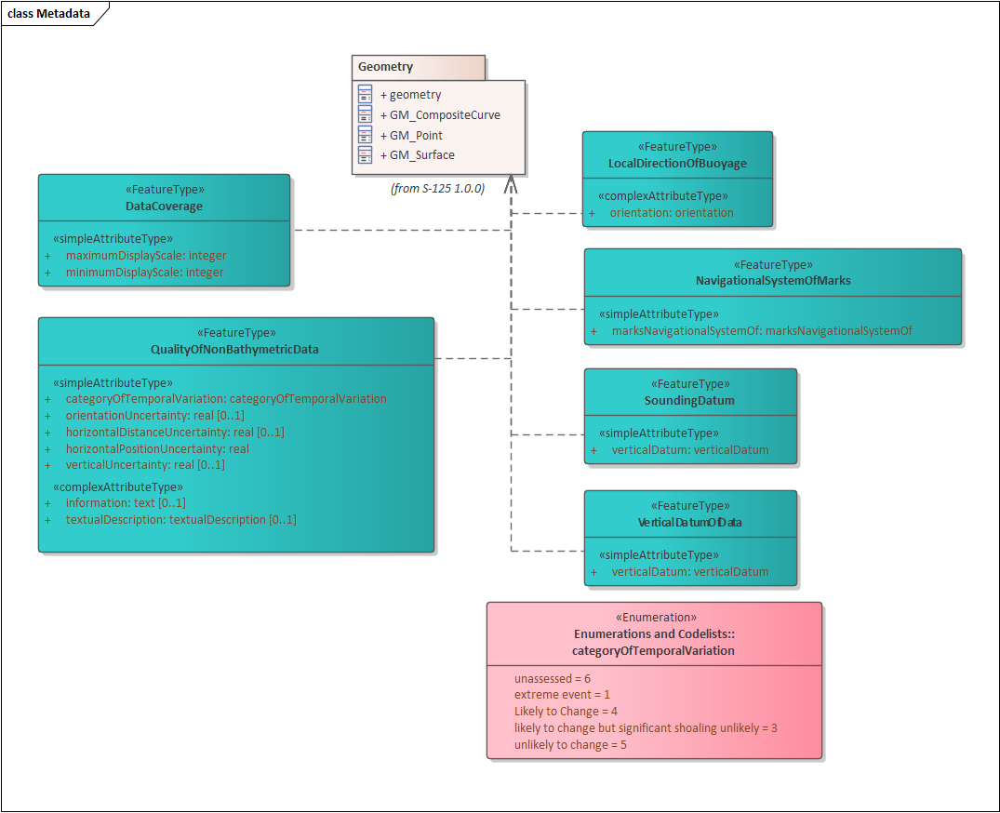 class Metadata
Geometry
+ geometry
+ GM_CompositeCurve
+ GM_Point
+ GM_Surface
(from S-125 1.0.0)
«FeatureType»
LocalDirectionOfBuoyage
«complexAttributeType»
+ orientation: orientation
«FeatureType»
DataCoverage
«simpleAttributeType»
+ maximumDisplayScale: integer
+ minimumDisplayScale: integer
«FeatureType»
NavigationalSystemOfMarks
«simpleAttributeType»
+ marksNavigationalSystemOf: marksNavigationalSystemOf
«FeatureType»
QualityOfNonBathymetricData
«simpleAttributeType»
+ categoryOfTemporalVariation: categoryOfTemporalVariation
+ orientationUncertainty: real [0..1]
+ horizontalDistanceUncertainty: real [0..1]
+ horizontalPositionUncertainty: real
+ verticalUncertainty: real [0..1]
«complexAttributeType»
+ information: text [0..1]
+ textualDescription: textualDescription [0..1]
«FeatureType»
SoundingDatum
«simpleAttributeType»
+ verticalDatum: verticalDatum
«FeatureType»
VerticalDatumOfData
«simpleAttributeType»
+ verticalDatum: verticalDatum
«Enumeration»
Enumerations and Codelists::
categoryOfTemporalVariation
unassessed = 6
extreme event = 1
Likely to Change = 4
likely to change but significant shoaling unlikely = 3
unlikely to change = 5